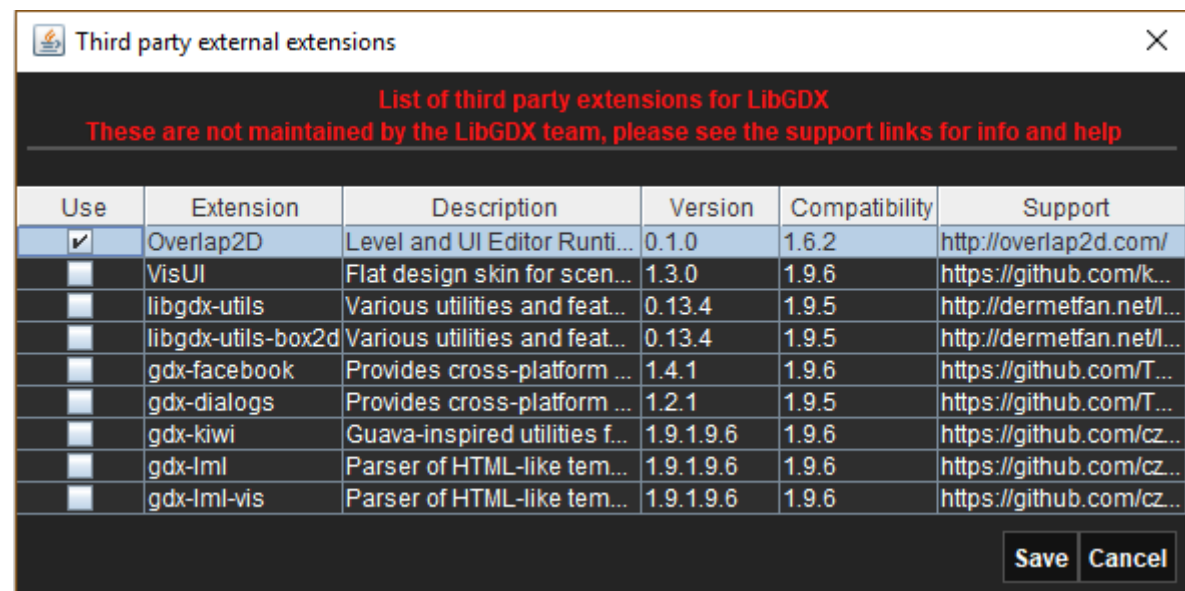 Third party external extensions
List of third party extensions for LibGDX
These are not maintained by the LibGDX team, please see the support links for info and help
Use Extension Description Version Compatibility Support
Overlap2D Level and UI Editor Runti... 0.1.0 1.6.2 http://overlap2d.com/
VisUI Flat design skin for scen... 1.3.0 1.9.6 https://github.com/k...
libgdx-utils Various utilities and feat... 0.13.4 1.9.5 http://dermetfan.net/l...
libgdx-utils-box2d Various utilities and feat... 0.13.4 1.9.5 http://dermetfan.net/l...
gdx-facebook Provides cross-platform ... 1.4.1 1.9.6 https://github.com/T...
gdx-dialogs Provides cross-platform ... 1.2.1 1.9.5 https://github.com/T...
gdx-kiwi Guava-inspired utilities f... 1.9.1.9.6 1.9.6 https://github.com/cz...
gdx-lml Parser of HTML-like tem... 1.9.1.9.6 1.9.6 https://github.com/cz...
gdx-lml-vis Parser of HTML-like tem... 1.9.1.9.6 1.9.6 https://github.com/cz...
Save Cancel